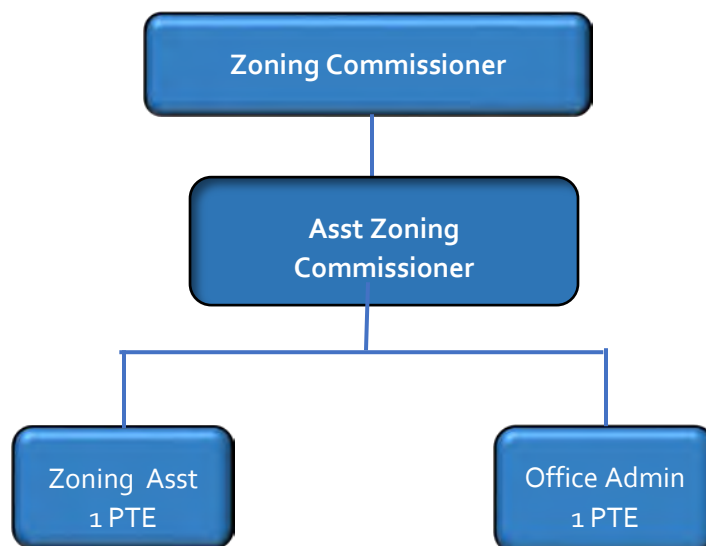 Zoning Commissioner
Asst Zoning
Commissioner
Zoning Asst
1 PTE
Office Admin
1 PTE